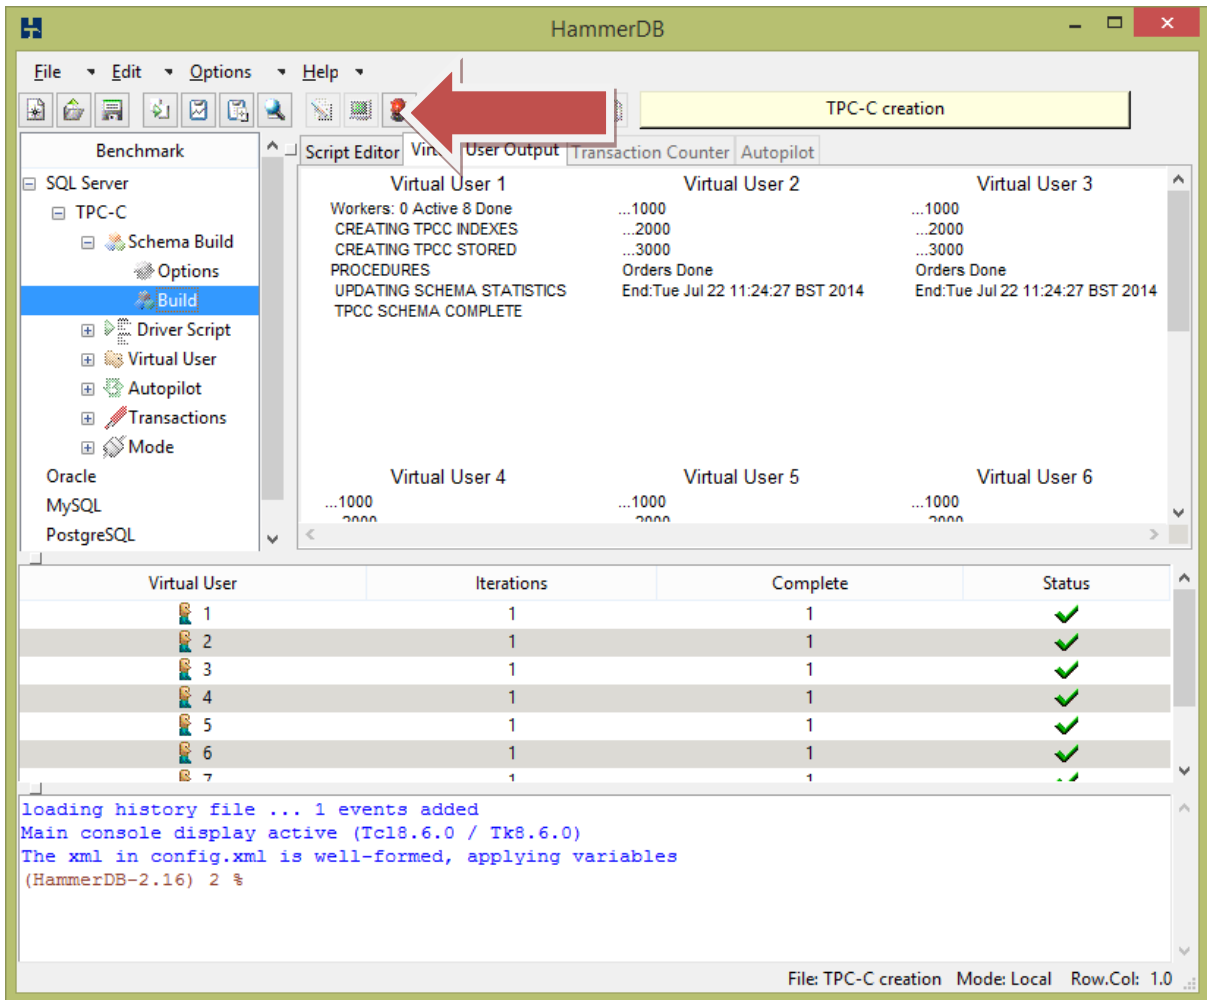 HammerDB
File Edit Options Help
TPC-C creation
Benchmark
SQL Server
TPC-C
Schema Build
Options
Build
Driver Script
Virtual User
Autopilot
Transactions
Mode
Oracle
MySQL
PostgreSQL
Script Editor User Output Transaction Counter Autopilot
Virtual User 1 Virtual User 2 Virtual User 3
Workers: 0 Active 8 Done ...1000 ...1000
CREATING TPCC INDEXES ...2000 ...2000
CREATING TPCC STORED ...3000 ...3000
PROCEDURES Orders Done Orders Done
UPDATING SCHEMA STATISTICS End:Tue Jul 22 11:24:27 BST 2014 End:Tue Jul 22 11:24:27 BST 2014
TPCC SCHEMA COMPLETE
Virtual User 4 Virtual User 5 Virtual User 6
...1000 ...1000 ...1000
...2000 ...2000 ...2000
Virtual User Iterations Complete Status
1 1 1
2 1 1
3 1 1
4 1 1
5 1 1
6 1 1
7 1 1
loading history file ... 1 events added
Main console display active (Tcl8.6.0 / Tk8.6.0)
The xml in config.xml is well-formed, applying variables
(HammerDB-2.16) 2 %
File: TPC-C creation Mode: Local Row.Col: 1.0